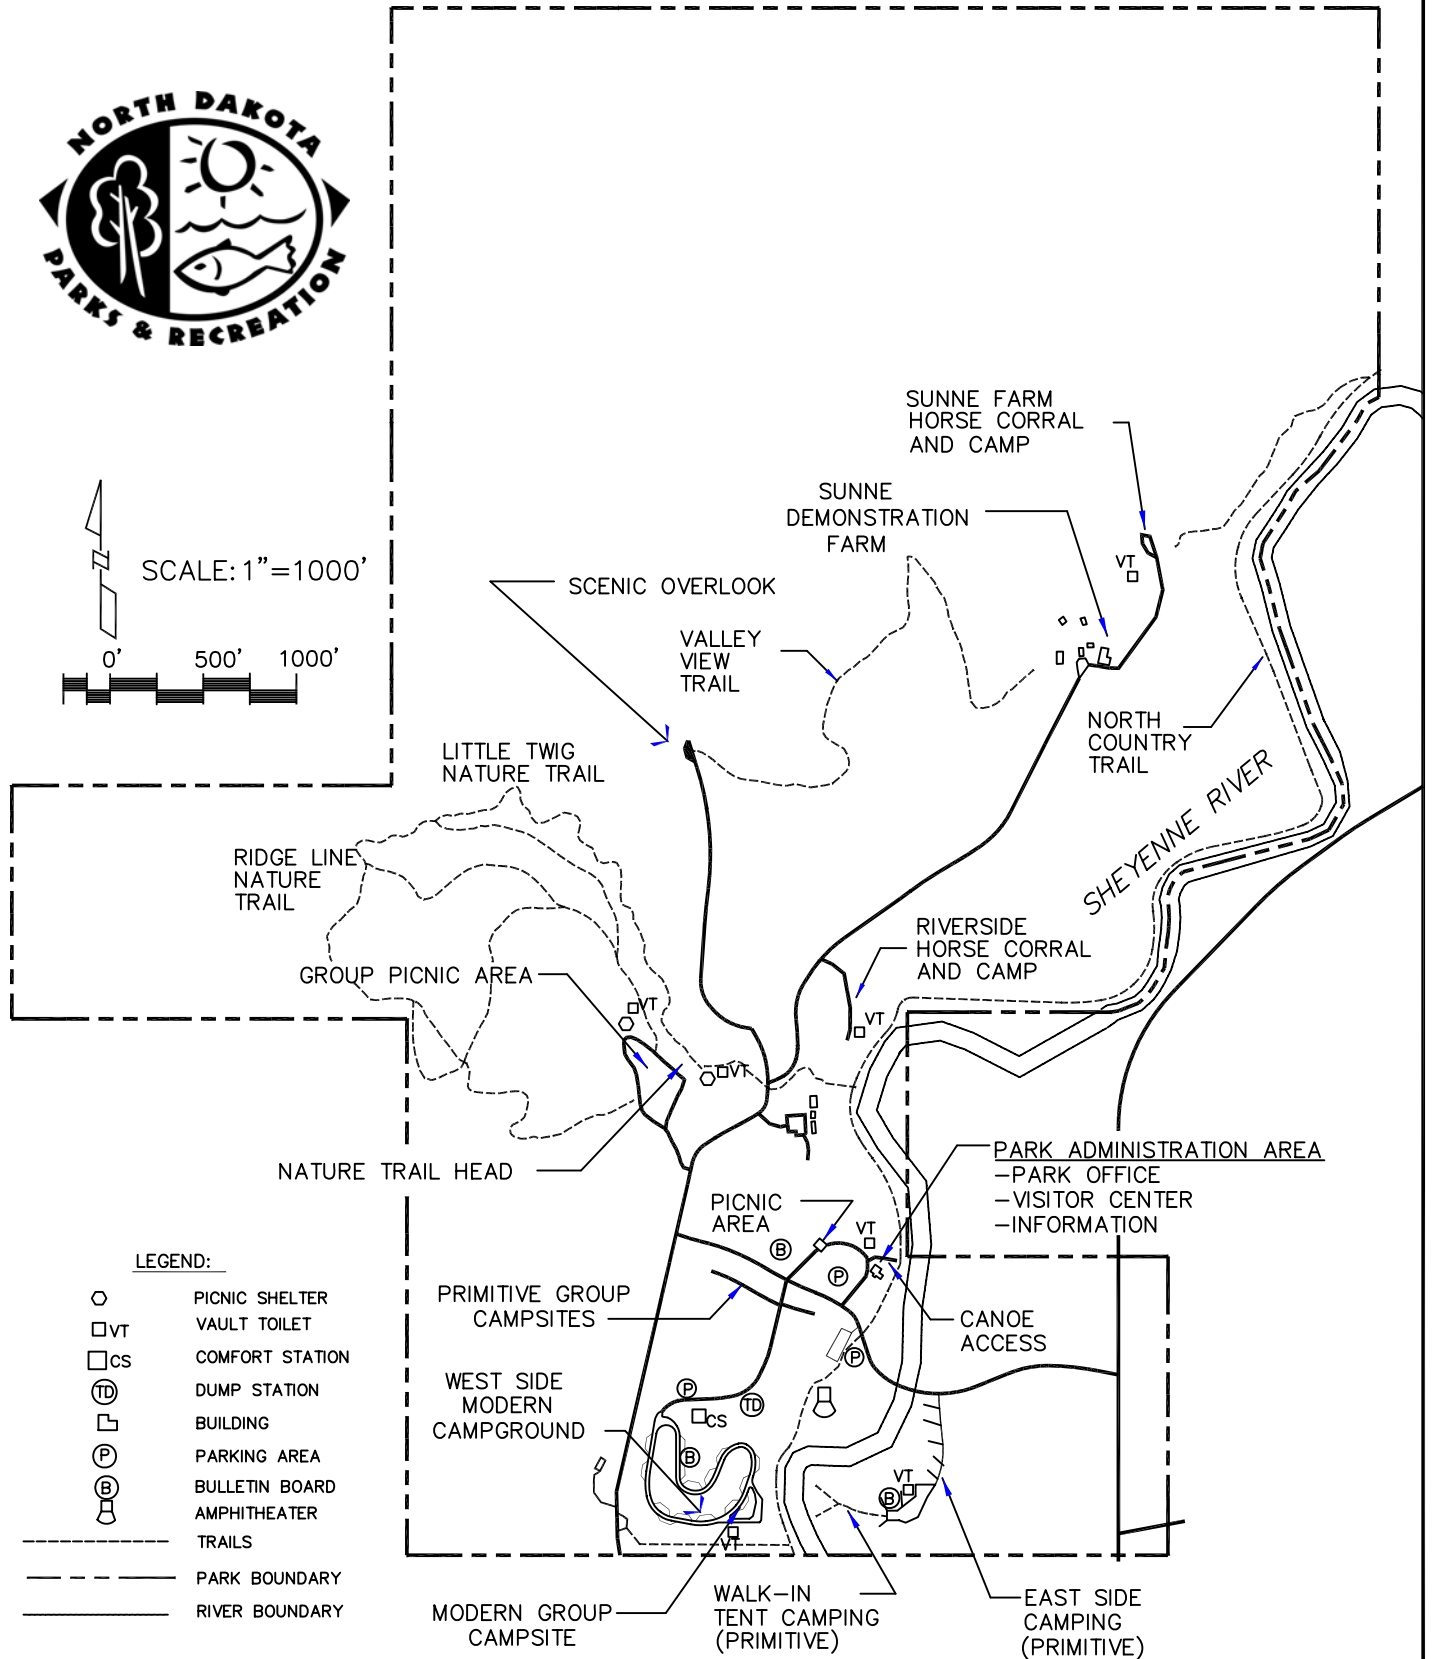 NORTH DAKOTA
PARKS & RECREATION
SUNNE FARM
HORSE CORRAL
AND CAMP
SUNNE
DEMONSTRATION
FARM
VT
SCALE: 1"=1000'
0' 500' 1000'
SCENIC OVERLOOK
VALLEY
VIEW
TRAIL
NORTH
COUNTRY
TRAIL
LITTLE TWIG
NATURE TRAIL
SHEYENNE RIVER
RIDGE LINE
NATURE
TRAIL
RIVERSIDE
HORSE CORRAL
AND CAMP
GROUP PICNIC AREA
VT
VT
VT
NATURE TRAIL HEAD
PARK ADMINISTRATION AREA
-PARK OFFICE
-VISITOR CENTER
-INFORMATION
PICNIC
AREA
B
VT
P
PRIMITIVE GROUP
CAMPSITES
CANOE
ACCESS
P
WEST SIDE
MODERN
CAMPGROUND
P
TD
CS
B
VT
B
VT
WALK-IN
TENT CAMPING
(PRIMITIVE)
EAST SIDE
CAMPING
(PRIMITIVE)
MODERN GROUP
CAMPSITE
LEGEND:
PICNIC SHELTER
VT VAULT TOILET
CS COMFORT STATION
TD DUMP STATION
BUILDING
P PARKING AREA
B BULLETIN BOARD
AMPHITHEATER
TRAILS
PARK BOUNDARY
RIVER BOUNDARY